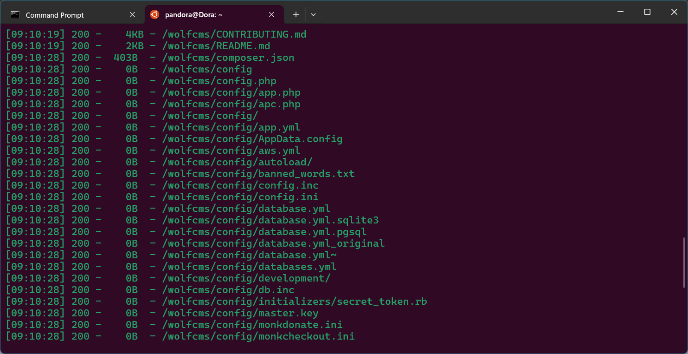 Command Prompt
pandora@Dora: ~
[09:10:19] 200 -    4KB - /wolfcms/CONTRIBUTING.md
[09:10:19] 200 -    2KB - /wolfcms/README.md
[09:10:28] 200 -  403B  - /wolfcms/composer.json
[09:10:28] 200 -    0B  - /wolfcms/config
[09:10:28] 200 -    0B  - /wolfcms/config.php
[09:10:28] 200 -    0B  - /wolfcms/config/app.php
[09:10:28] 200 -    0B  - /wolfcms/config/apc.php
[09:10:28] 200 -    0B  - /wolfcms/config/
[09:10:28] 200 -    0B  - /wolfcms/config/app.yml
[09:10:28] 200 -    0B  - /wolfcms/config/AppData.config
[09:10:28] 200 -    0B  - /wolfcms/config/aws.yml
[09:10:28] 200 -    0B  - /wolfcms/config/autoload/
[09:10:28] 200 -    0B  - /wolfcms/config/banned_words.txt
[09:10:28] 200 -    0B  - /wolfcms/config/config.inc
[09:10:28] 200 -    0B  - /wolfcms/config/config.ini
[09:10:28] 200 -    0B  - /wolfcms/config/database.yml
[09:10:28] 200 -    0B  - /wolfcms/config/database.yml.sqlite3
[09:10:28] 200 -    0B  - /wolfcms/config/database.yml.pgsql
[09:10:28] 200 -    0B  - /wolfcms/config/database.yml_original
[09:10:28] 200 -    0B  - /wolfcms/config/database.yml~
[09:10:28] 200 -    0B  - /wolfcms/config/databases.yml
[09:10:28] 200 -    0B  - /wolfcms/config/development/
[09:10:28] 200 -    0B  - /wolfcms/config/db.inc
[09:10:28] 200 -    0B  - /wolfcms/config/initializers/secret_token.rb
[09:10:28] 200 -    0B  - /wolfcms/config/master.key
[09:10:28] 200 -    0B  - /wolfcms/config/monkdonate.ini
[09:10:28] 200 -    0B  - /wolfcms/config/monkcheckout.ini